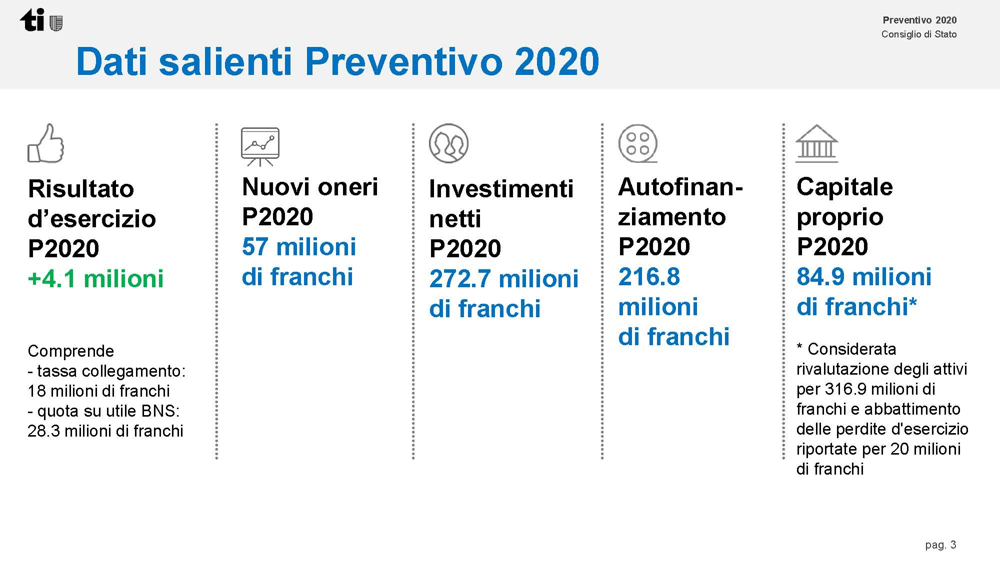 ti
Preventivo 2020
Consiglio di Stato
Dati salienti Preventivo 2020
Risultato
d’esercizio
P2020
+4.1 milioni
Comprende
- tassa collegamento:
18 milioni di franchi
- quota su utile BNS:
28.3 milioni di franchi
Nuovi oneri
P2020
57 milioni
di franchi
Investimenti
netti
P2020
272.7 milioni
di franchi
Autofinan-
ziamento
P2020
216.8
milioni
di franchi
Capitale
proprio
P2020
84.9 milioni
di franchi*
* Considerata
rivalutazione degli attivi
per 316.9 milioni di
franchi e abbattimento
delle perdite d'esercizio
riportate per 20 milioni
di franchi
pag. 3